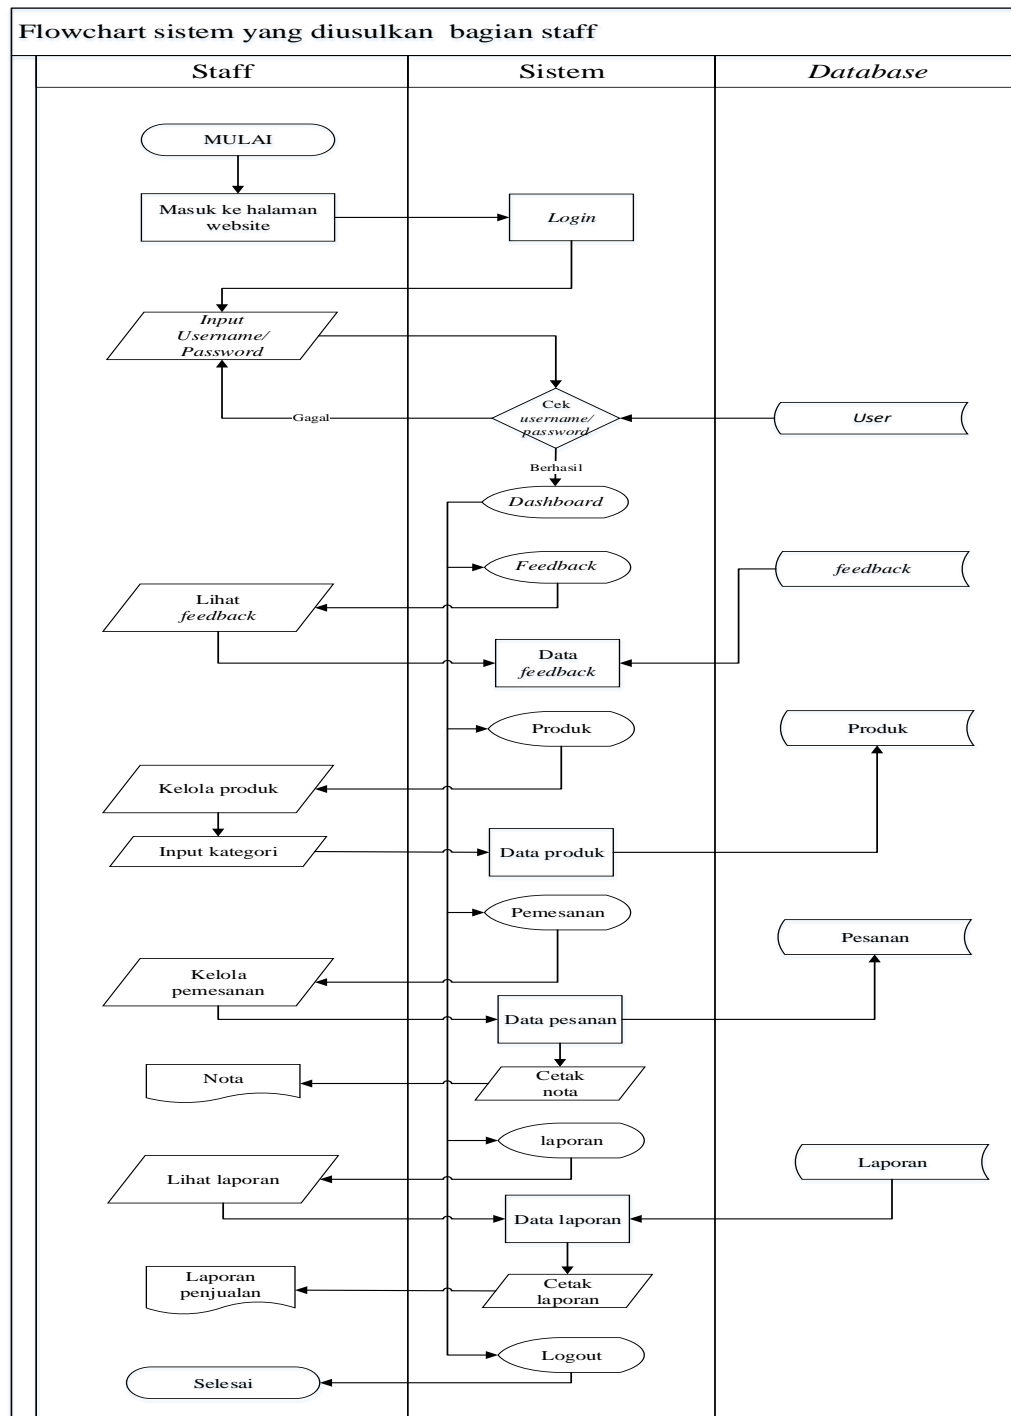 Flowchart sistem yang diusulkan bagian staff
Staff
Sistem
Database
MULAI
Masuk ke halaman
website
Login
Input
Username/
Password
Cek
username/
password
User
Gagal
Berhasil
Dashboard
Feedback
feedback
Lihat
feedback
Data
feedback
Produk
Produk
Kelola produk
Input kategori
Data produk
Pemesanan
Pesanan
Kelola
pemesanan
Data pesanan
Nota
Cetak
nota
laporan
Laporan
Lihat laporan
Data laporan
Laporan
penjualan
Cetak
laporan
Logout
Selesai